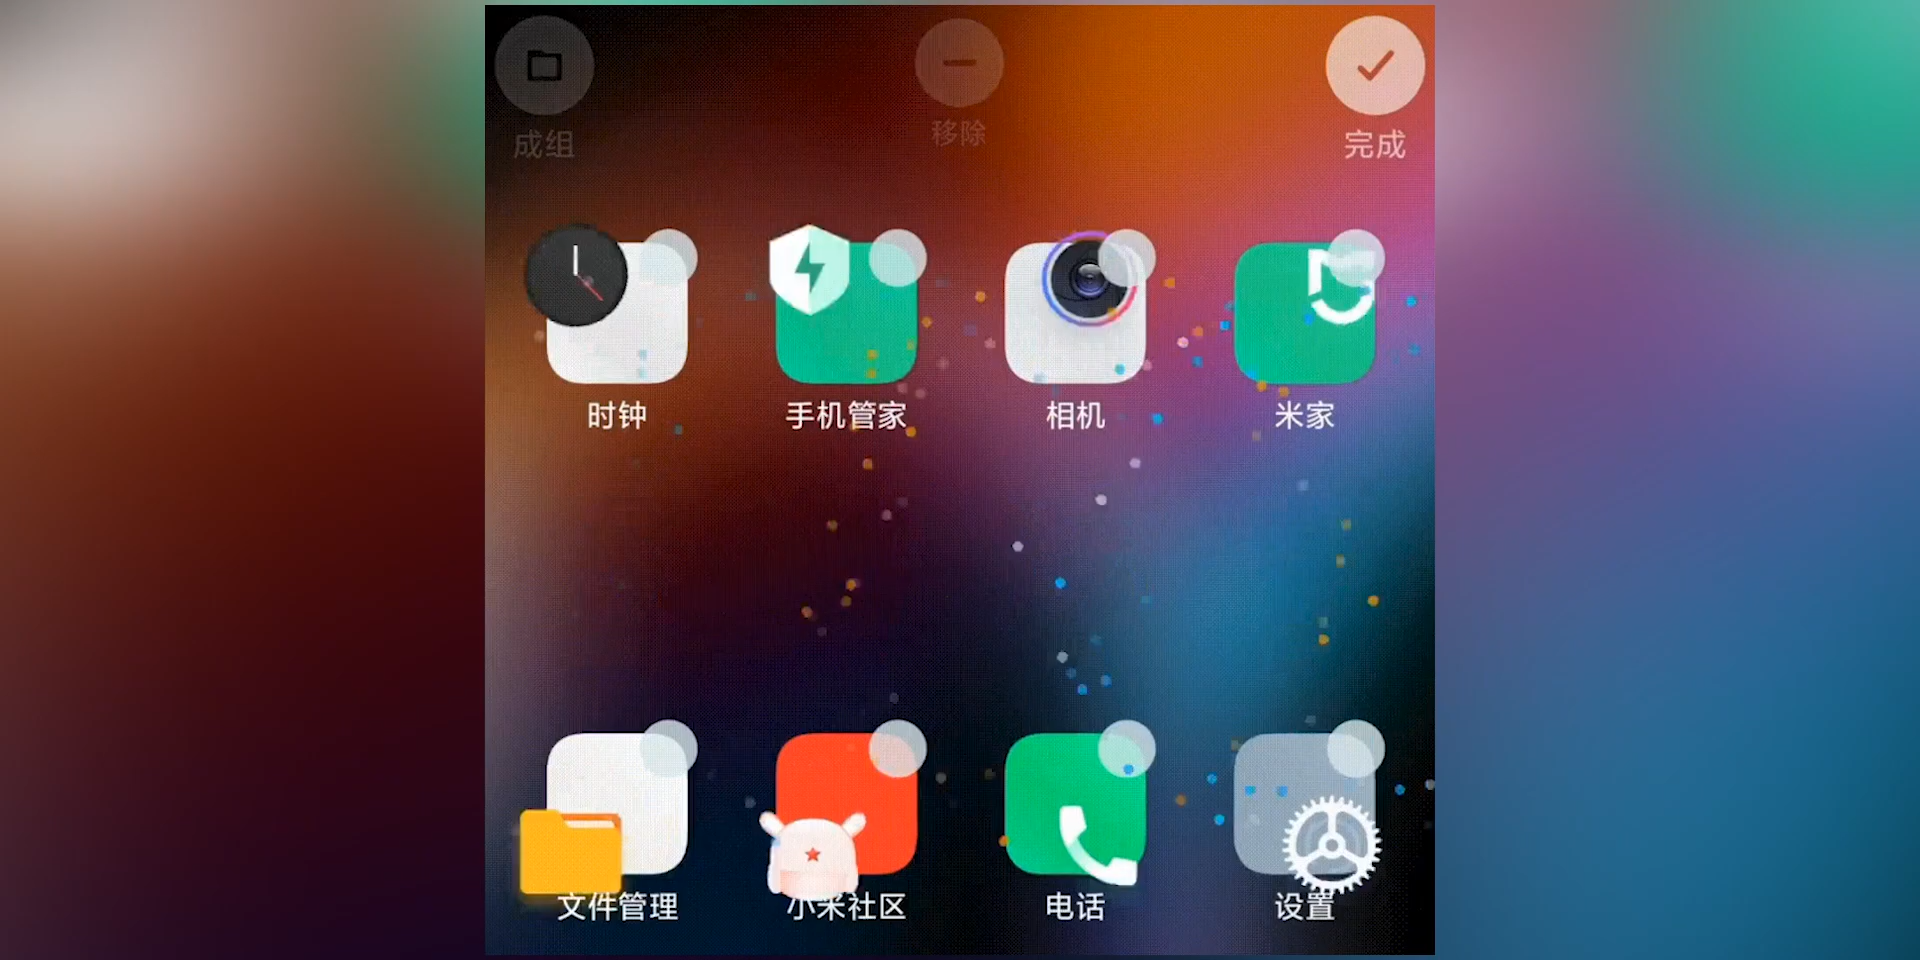 成组
移除
完成
时钟
手机管家
相机
米家
文件管理
小米社区
电话
设置